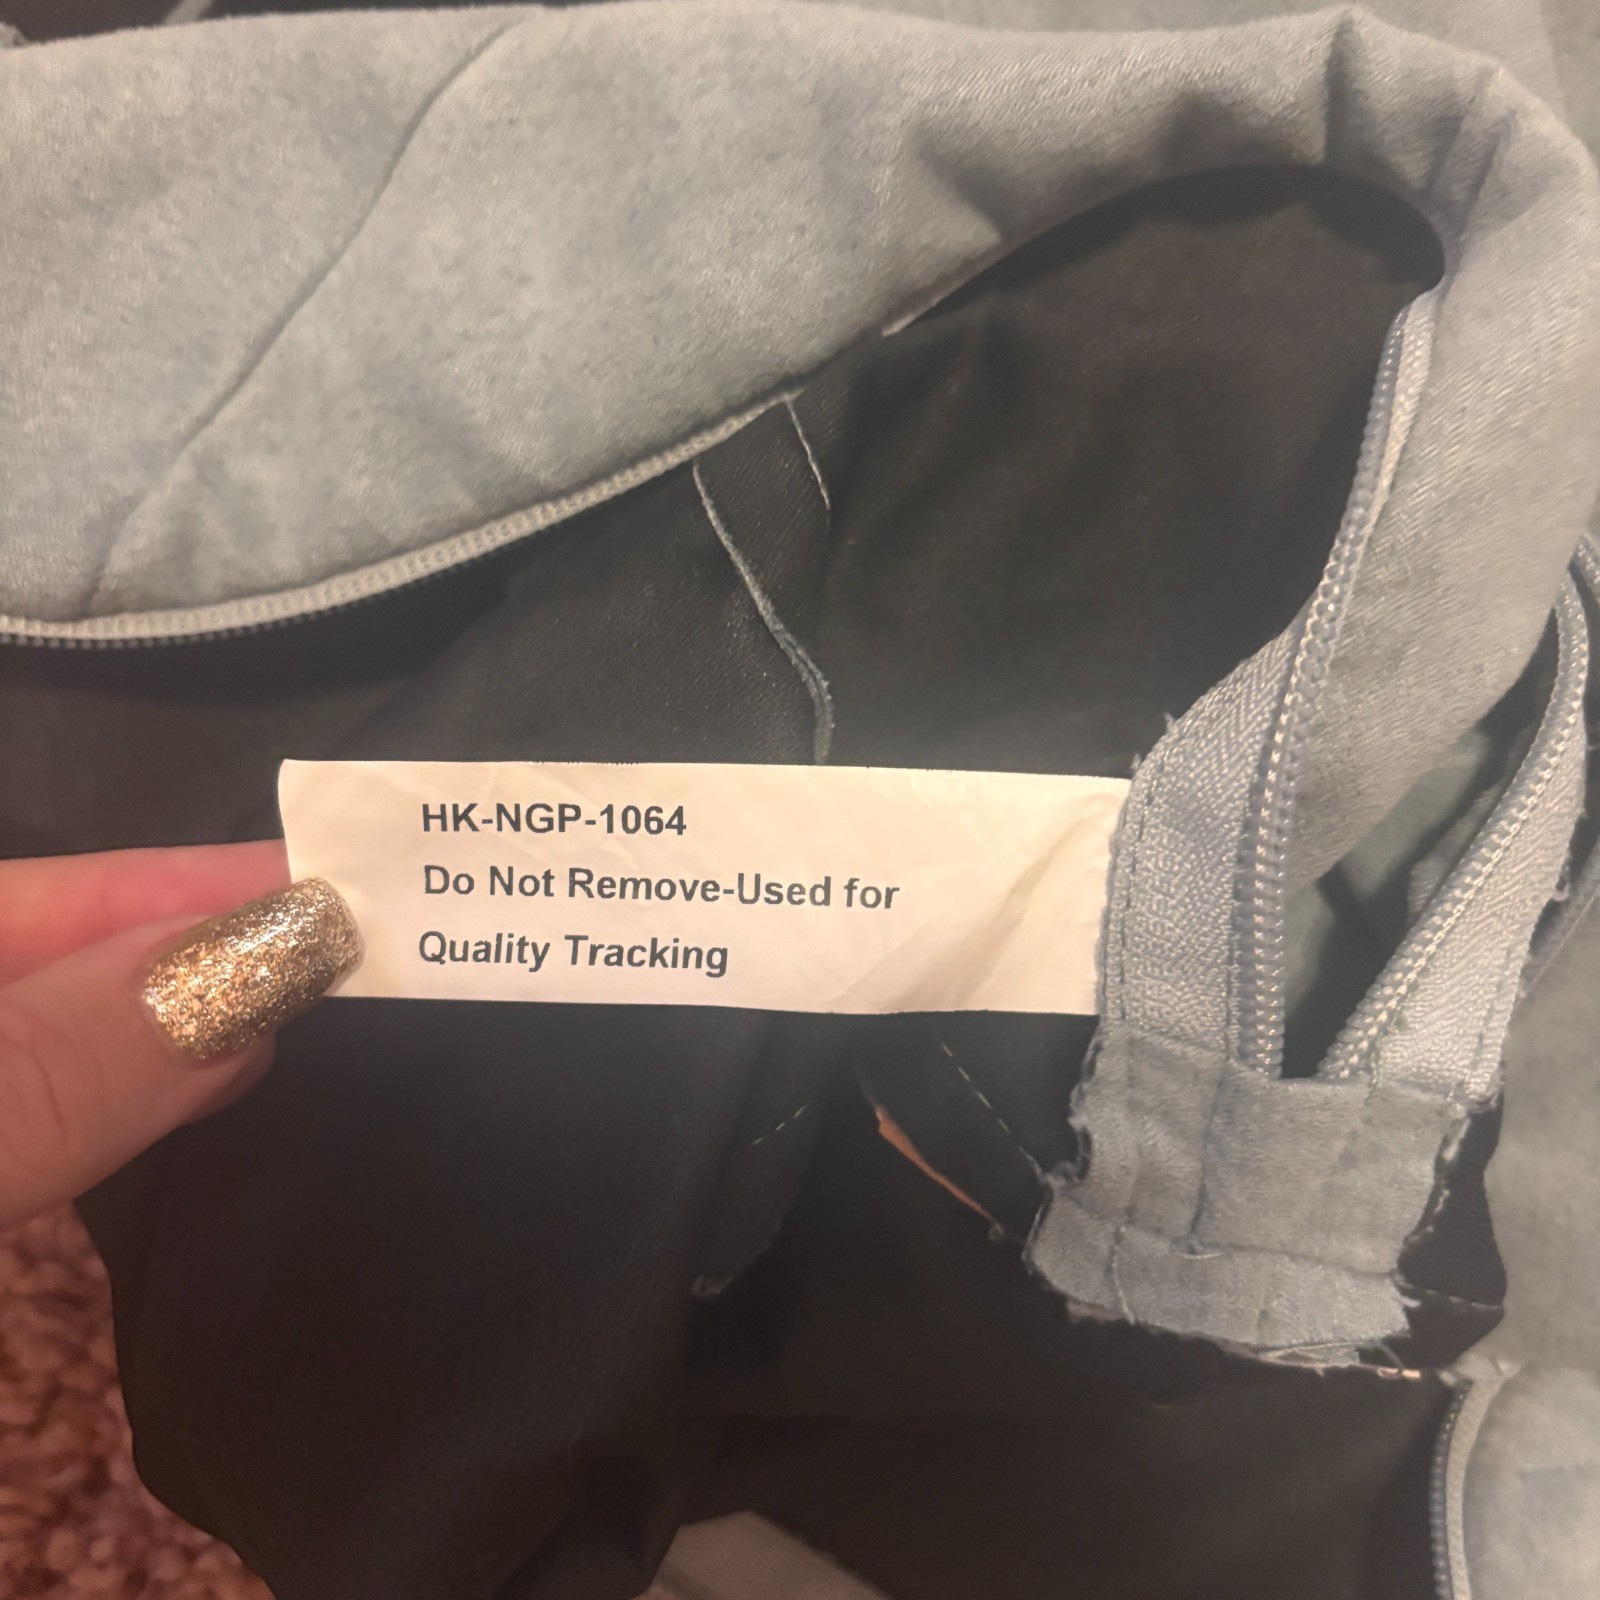 HK-NGP-1064
Do Not Remove-Used for
Quality Tracking